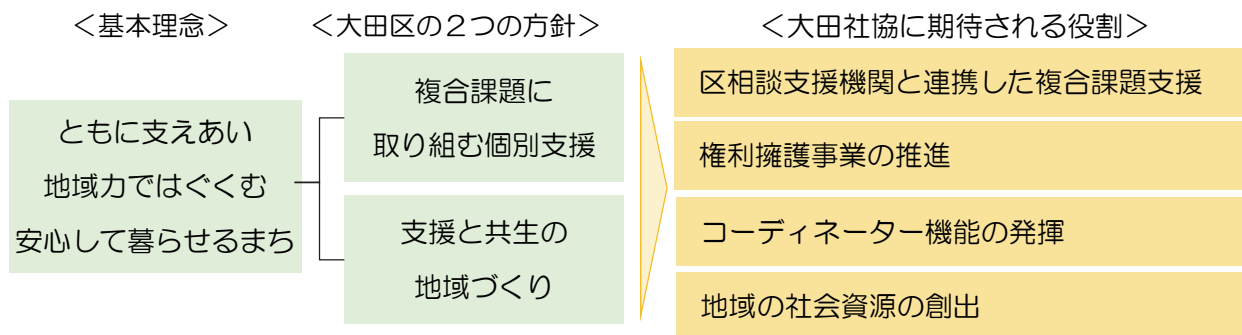 ＜基本理念＞
＜大田区の２つの方針＞
＜大田社協に期待される役割＞
ともに支えあい
地域力ではぐくむ
安心して暮らせるまち
複合課題に
取り組む個別支援
支援と共生の
地域づくり
区相談支援機関と連携した複合課題支援
権利擁護事業の推進
コーディネーター機能の発揮
地域の社会資源の創出